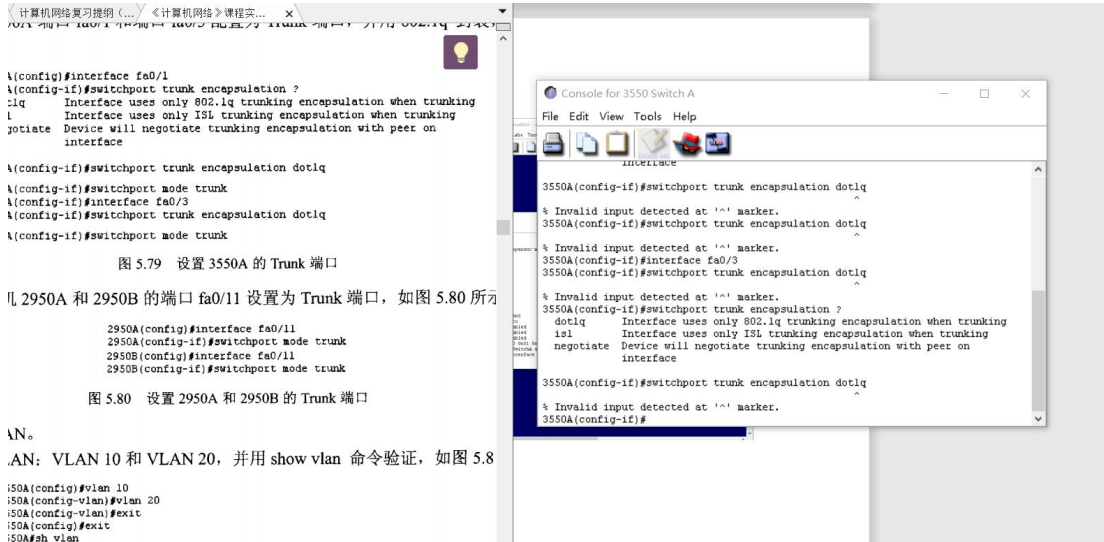 计算机网络复习提纲（...
《计算机网络》课程实...
A(config)#interface fa0/1
A(config-if)#switchport trunk encapsulation ?
Interface uses only 802.1q trunking encapsulation when trunking
Interface uses only ISL trunking encapsulation when trunking
gotiate Device will negotiate trunking encapsulation with peer on
interface
A(config-if)#switchport trunk encapsulation dot1q
A(config-if)#switchport mode trunk
A(config-if)#interface fa0/3
A(config-if)#switchport trunk encapsulation dot1q
A(config-if)#switchport mode trunk
图 5.79 设置 3550A 的 Trunk 端口
机 2950A 和 2950B 的端口 fa0/11 设置为 Trunk 端口，如图 5.80 所示
2950A(config)#interface fa0/11
2950A(config-if)#switchport mode trunk
2950B(config)#interface fa0/11
2950B(config-if)#switchport mode trunk
图 5.80 设置 2950A 和 2950B 的 Trunk 端口
AN。
AN：VLAN 10 和 VLAN 20，并用 show vlan 命令验证，如图 5.8
550A(config)#vlan 10
550A(config-vlan)#vlan 20
550A(config-vlan)#exit
550A(config)#exit
550A#sh vlan
Console for 3550 Switch A
File Edit View Tools Help
interface
3550A(config-if)#switchport trunk encapsulation dotlq
^
% Invalid input detected at '^' marker.
3550A(config-if)#switchport trunk encapsulation dotlq
^
% Invalid input detected at '^' marker.
3550A(config-if)#interface fa0/3
3550A(config-if)#switchport trunk encapsulation dotlq
^
% Invalid input detected at '^' marker.
3550A(config-if)#switchport trunk encapsulation ?
dot1q Interface uses only 802.1q trunking encapsulation when trunking
isl Interface uses only ISL trunking encapsulation when trunking
negotiate Device will negotiate trunking encapsulation with peer on
interface
3550A(config-if)#switchport trunk encapsulation dotlq
^
% Invalid input detected at '^' marker.
3550A(config-if)#